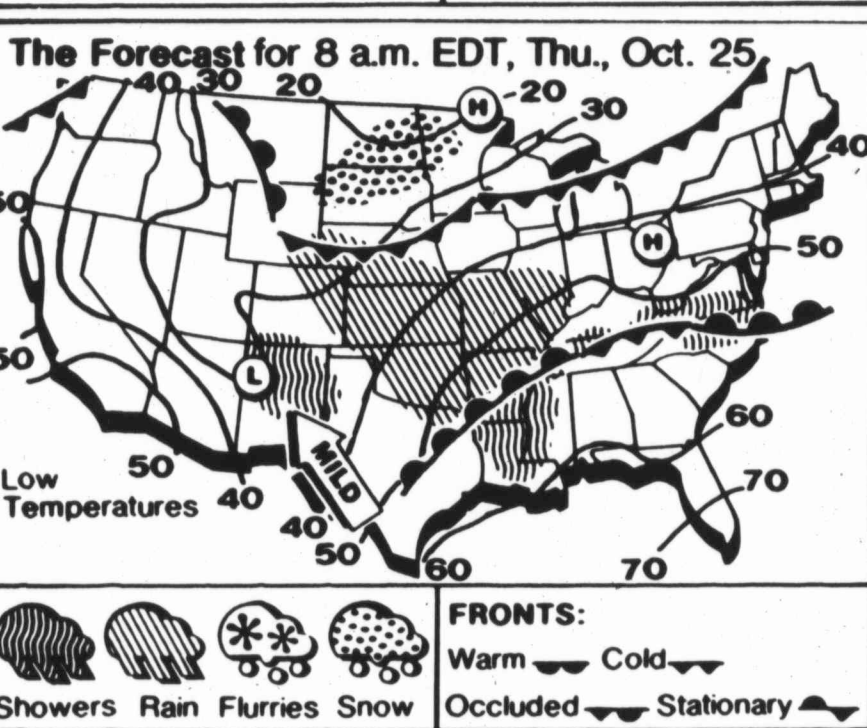 The Forecast for 8 a.m. EDT, Thu., Oct. 25
40 30 20 H -20
30
40
50
H
50
50
L
MILD
60
50
Low
Temperatures
40
40
50
60
70
70
Showers Rain Flurries Snow
FRONTS:
Warm Cold
Occluded Stationary